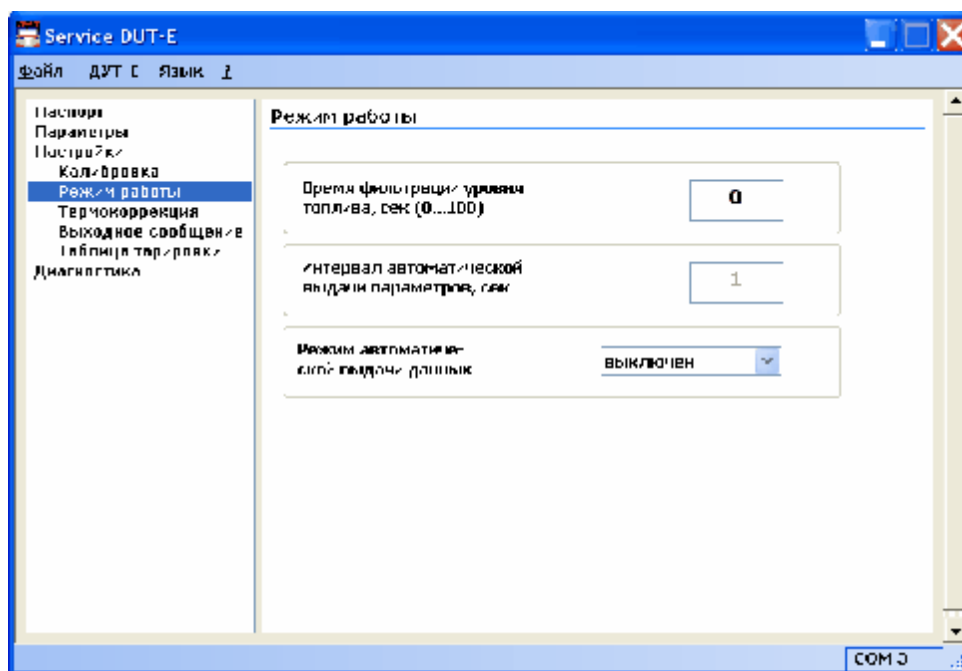 Service DUT-E
Файл ДУТ E Язык ?
Паспорт
Параметры
Настройки
Калибровка
Режим работы
Термокоррекция
Выходное сообщение
Таблица тарировки
Диагностика
Режим работы
Время фильтрации уровня
топлива, сек (0...100)
0
Интервал автоматической
выдачи параметров, сек
1
Режим автоматиче-
ской выдачи данных
выключен
COM 3